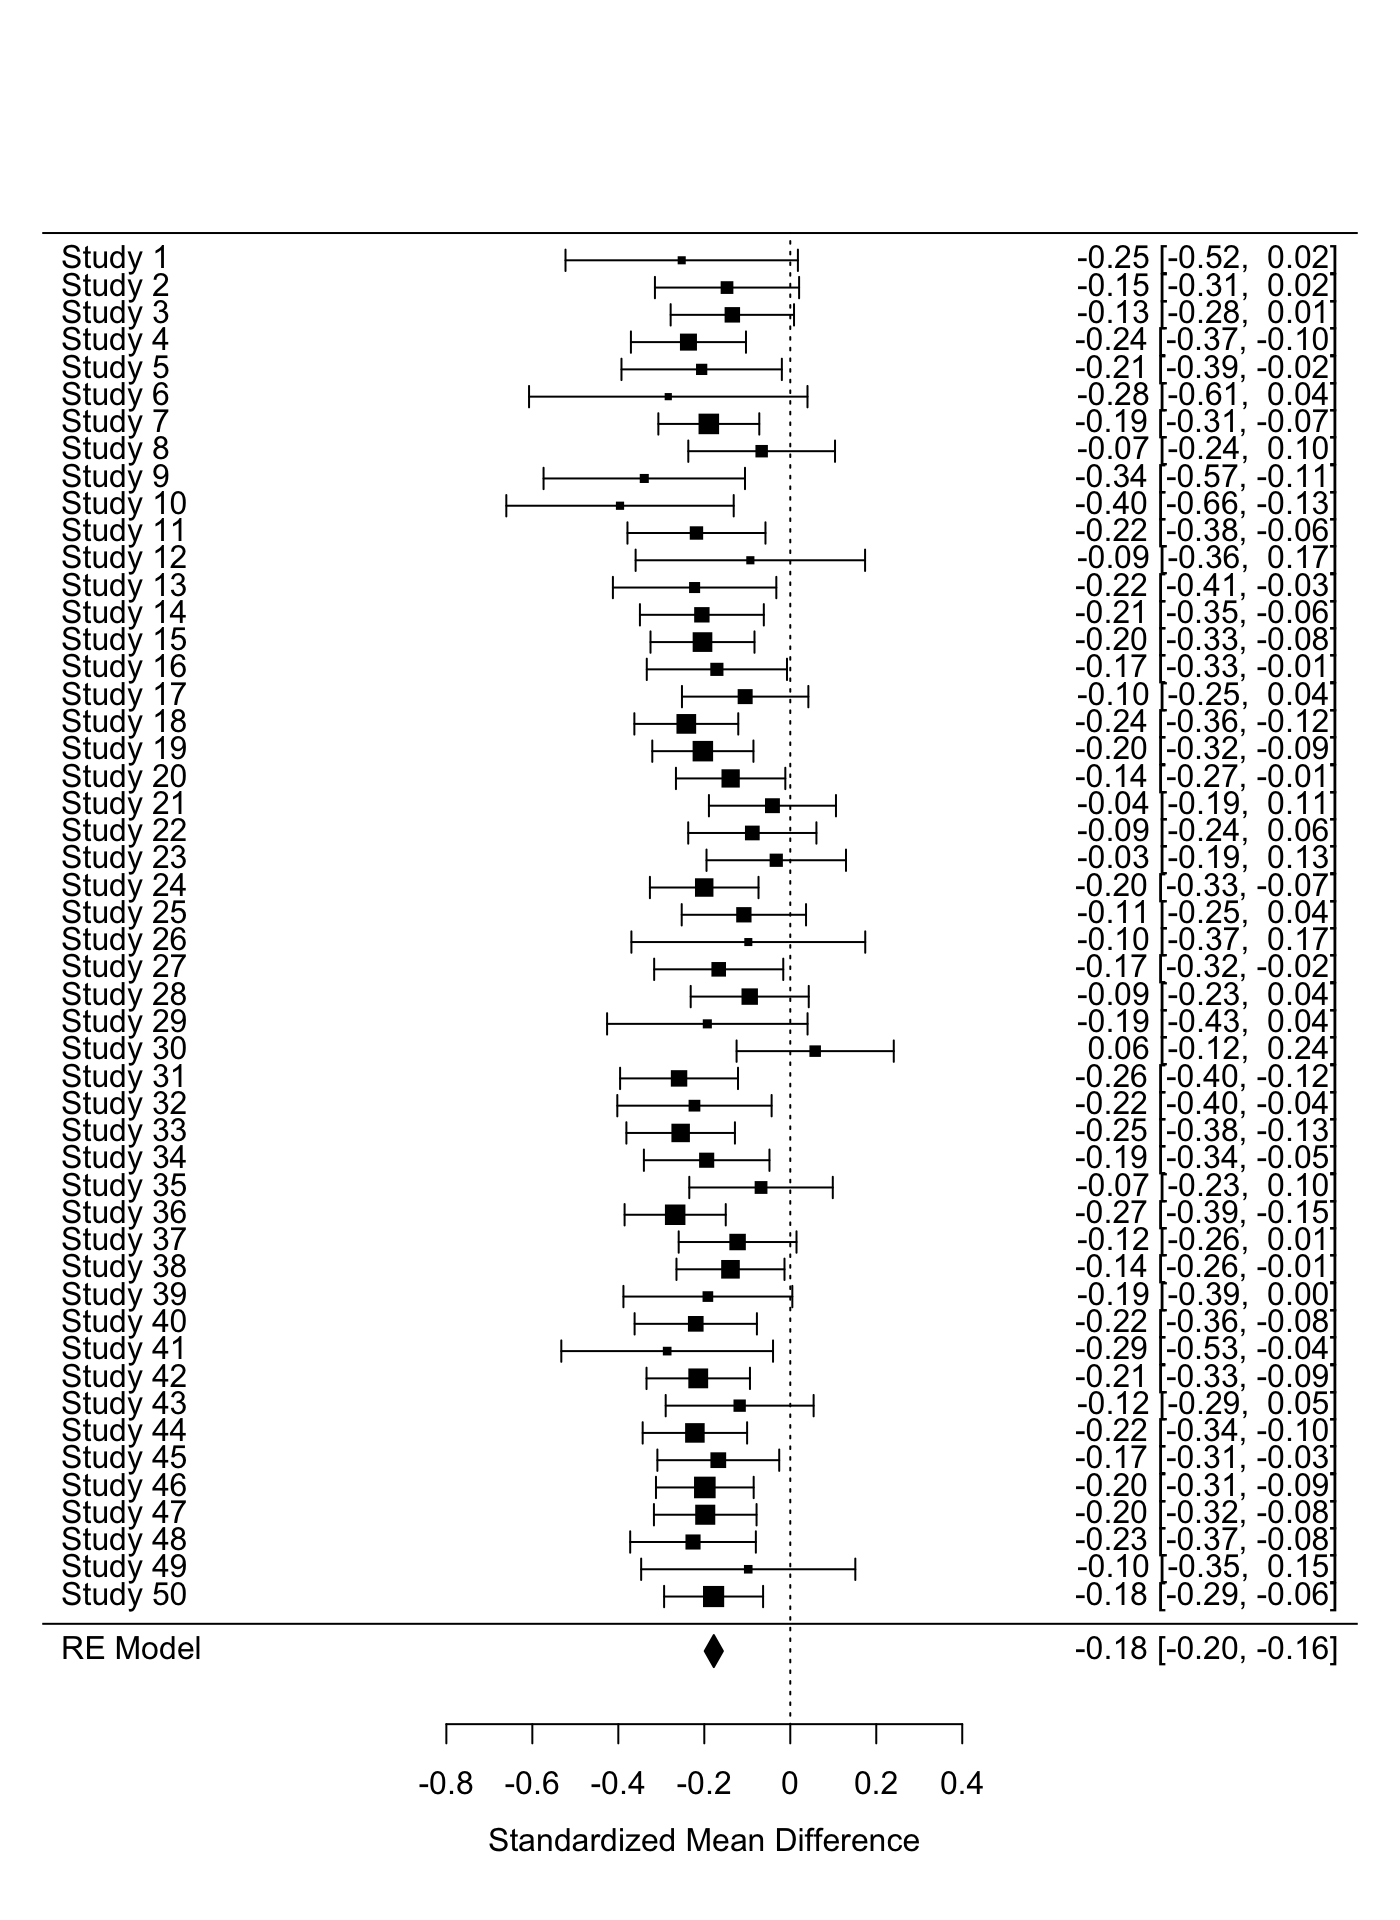 Study 1 -0.25 [-0.52, 0.02]
Study 2 -0.15 [-0.31, 0.02]
Study 3 -0.13 [-0.28, 0.01]
Study 4 -0.24 [-0.37, -0.10]
Study 5 -0.21 [-0.39, -0.02]
Study 6 -0.28 [-0.61, 0.04]
Study 7 -0.19 [-0.31, -0.07]
Study 8 -0.07 [-0.24, 0.10]
Study 9 -0.34 [-0.57, -0.11]
Study 10 -0.40 [-0.66, -0.13]
Study 11 -0.22 [-0.38, -0.06]
Study 12 -0.09 [-0.36, 0.17]
Study 13 -0.22 [-0.41, -0.03]
Study 14 -0.21 [-0.35, -0.06]
Study 15 -0.20 [-0.33, -0.08]
Study 16 -0.17 [-0.33, -0.01]
Study 17 -0.10 [-0.25, 0.04]
Study 18 -0.24 [-0.36, -0.12]
Study 19 -0.20 [-0.32, -0.09]
Study 20 -0.14 [-0.27, -0.01]
Study 21 -0.04 [-0.19, 0.11]
Study 22 -0.09 [-0.24, 0.06]
Study 23 -0.03 [-0.19, 0.13]
Study 24 -0.20 [-0.33, -0.07]
Study 25 -0.11 [-0.25, 0.04]
Study 26 -0.10 [-0.37, 0.17]
Study 27 -0.17 [-0.32, -0.02]
Study 28 -0.09 [-0.23, 0.04]
Study 29 -0.19 [-0.43, 0.04]
Study 30 0.06 [-0.12, 0.24]
Study 31 -0.26 [-0.40, -0.12]
Study 32 -0.22 [-0.40, -0.04]
Study 33 -0.25 [-0.38, -0.13]
Study 34 -0.19 [-0.34, -0.05]
Study 35 -0.07 [-0.23, 0.10]
Study 36 -0.27 [-0.39, -0.15]
Study 37 -0.12 [-0.26, 0.01]
Study 38 -0.14 [-0.26, -0.01]
Study 39 -0.19 [-0.39, 0.00]
Study 40 -0.22 [-0.36, -0.08]
Study 41 -0.29 [-0.53, -0.04]
Study 42 -0.21 [-0.33, -0.09]
Study 43 -0.12 [-0.29, 0.05]
Study 44 -0.22 [-0.34, -0.10]
Study 45 -0.17 [-0.31, -0.03]
Study 46 -0.20 [-0.31, -0.09]
Study 47 -0.20 [-0.32, -0.08]
Study 48 -0.23 [-0.37, -0.08]
Study 49 -0.10 [-0.35, 0.15]
Study 50 -0.18 [-0.29, -0.06]
RE Model -0.18 [-0.20, -0.16]
-0.8 -0.6 -0.4 -0.2 0 0.2 0.4
Standardized Mean Difference